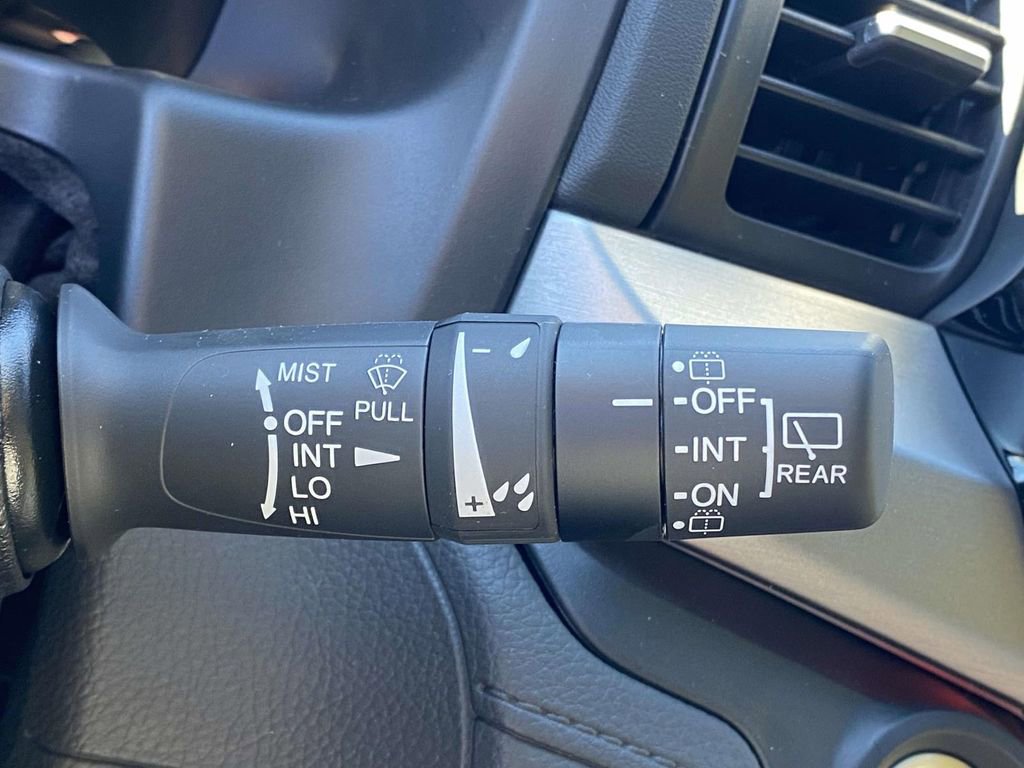 MIST
PULL
OFF
INT
LO
HI
-
+
OFF
INT
ON
REAR